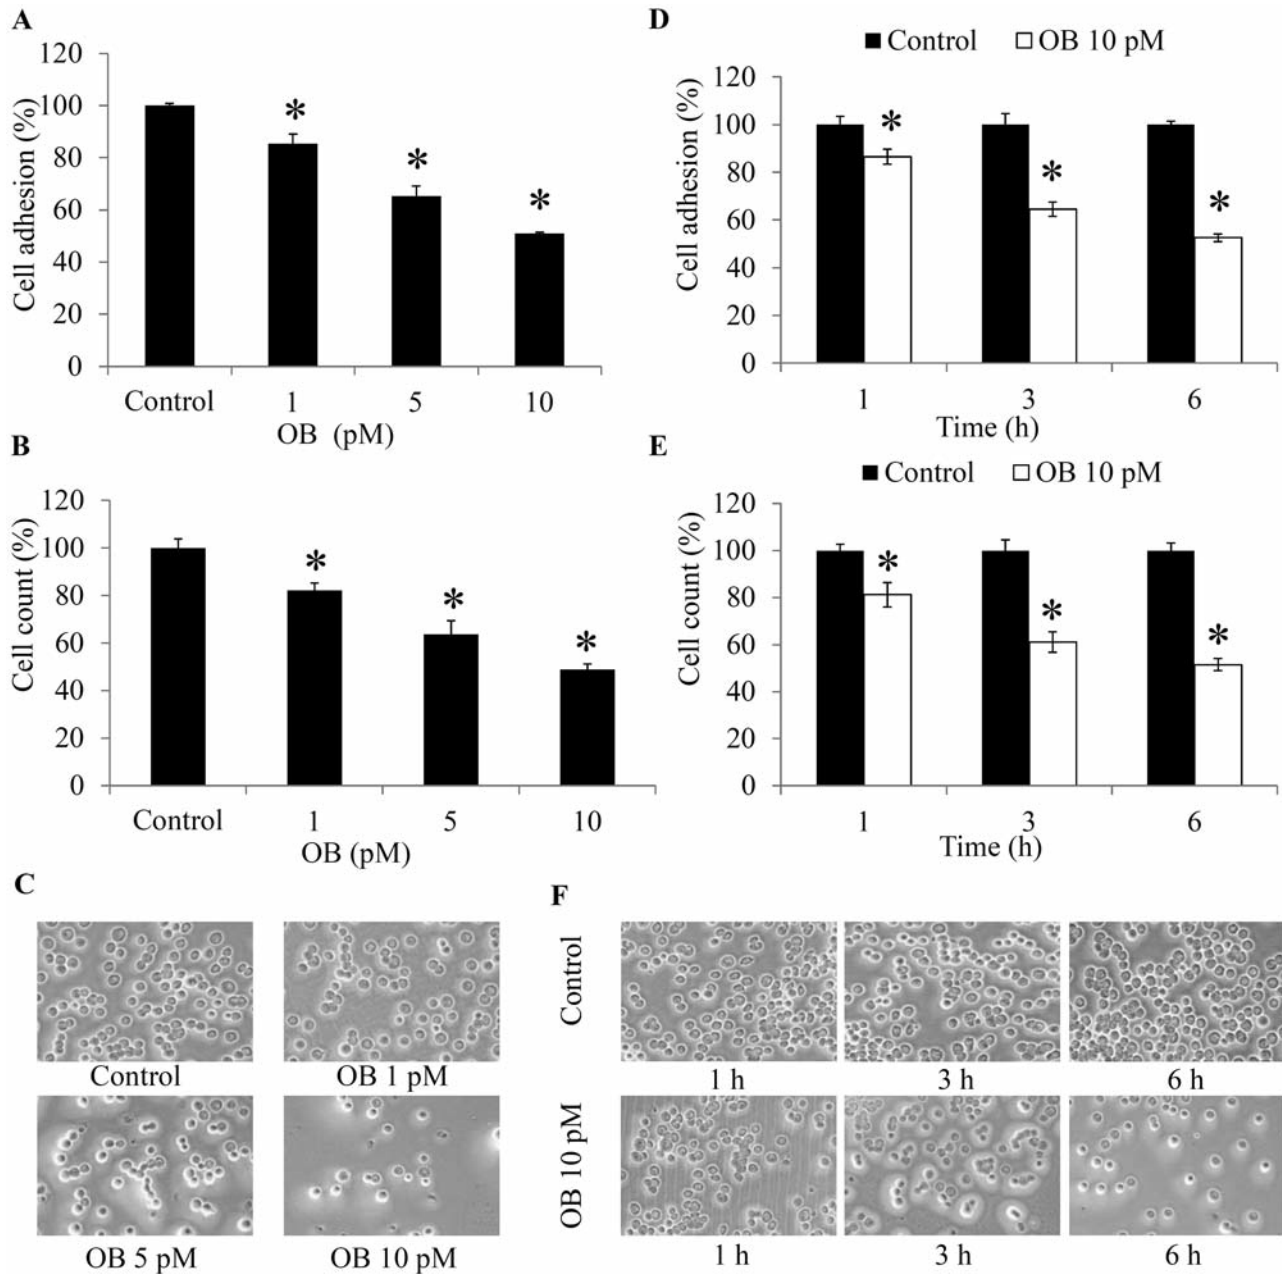 A
120
100
80
60
40
20
0
Cell adhesion (%)
* * *
Control 1 5 10
OB (pM)
B
120
100
80
60
40
20
0
Cell count (%)
* * *
Control 1 5 10
OB (pM)
C
Control OB 1 pM
OB 5 pM OB 10 pM
D
Control OB 10 pM
120
100
80
60
40
20
0
Cell adhesion (%)
* * *
1 3 6
Time (h)
E
Control OB 10 pM
120
100
80
60
40
20
0
Cell count (%)
* * *
1 3 6
Time (h)
F
Control
1 h 3 h 6 h
OB 10 pM
1 h 3 h 6 h